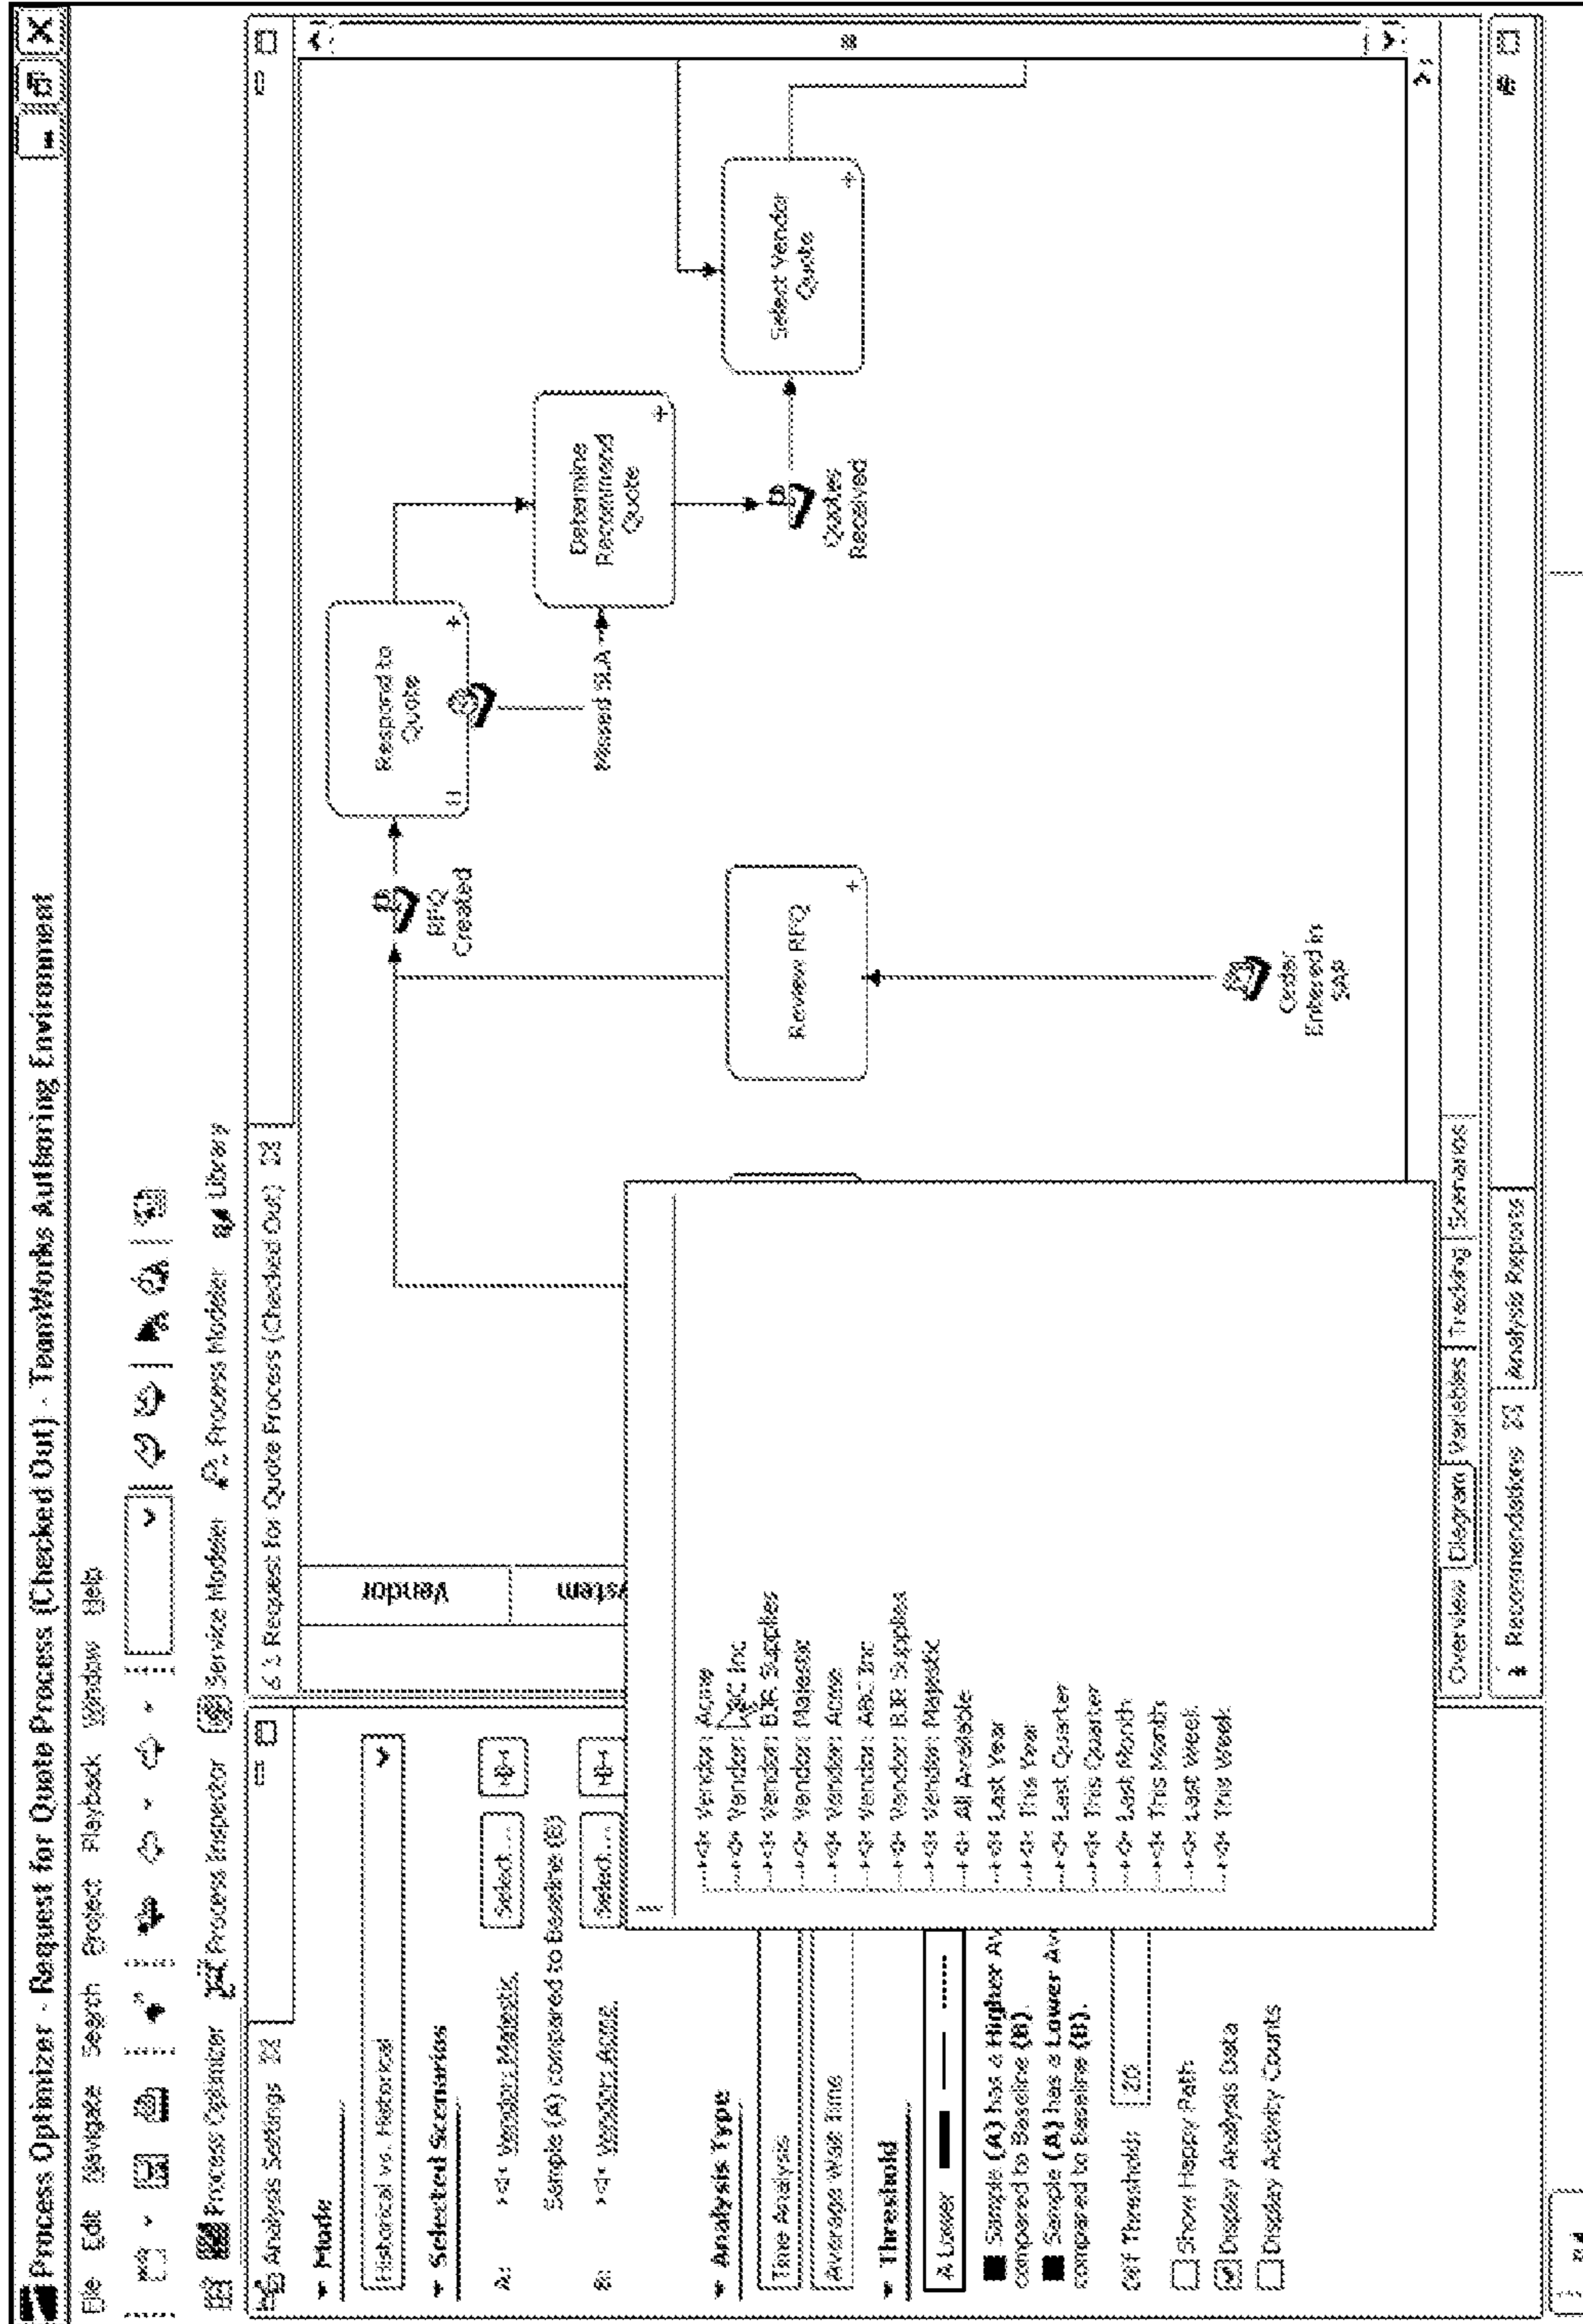 Process Optimizer - Request for Quote Process (Checked Out) - TeamWorks Authoring Environment
File Edit Navigate Search Project Playback Window Help
Process Optimizer Process Inspector Service Modeler Process Modeler Library
Analysis Settings
Mode
Historical vs. Historical
Selected Scenarios
A: Vendor: Majestic Select...
Sample (A) compared to Baseline (B)
B: Vendor: Acme Select...
Analysis Type
Time Analysis
Average Wait Time
Threshold
A Lower
Sample (A) has a Higher Av
compared to Baseline (B).
Sample (A) has a Lower Av
compared to Baseline (B).
Diff Threshold: 20
Show Happy Path
Display Analysis Data
Display Activity Counts
Vendor: Acme
Vendor: ABC Inc
Vendor: BJR Supplies
Vendor: Majestic
Vendor: Acme
Vendor: ABC Inc
Vendor: BJR Supplies
Vendor: Majestic
All Available
Last Year
This Year
Last Quarter
This Quarter
Last Month
This Month
Last Week
This Week
Request for Quote Process (Checked Out)
Vendor
ystem
RFQ
Created
Respond to
Quote
Missed SLA
Determine
Recommend
Quote
Quotes
Received
Select Vendor
Quote
Review RFQ
Order
Entered in
SAP
Overview Diagram Variables Tracking Scenarios
Recommendations Analysis Reports